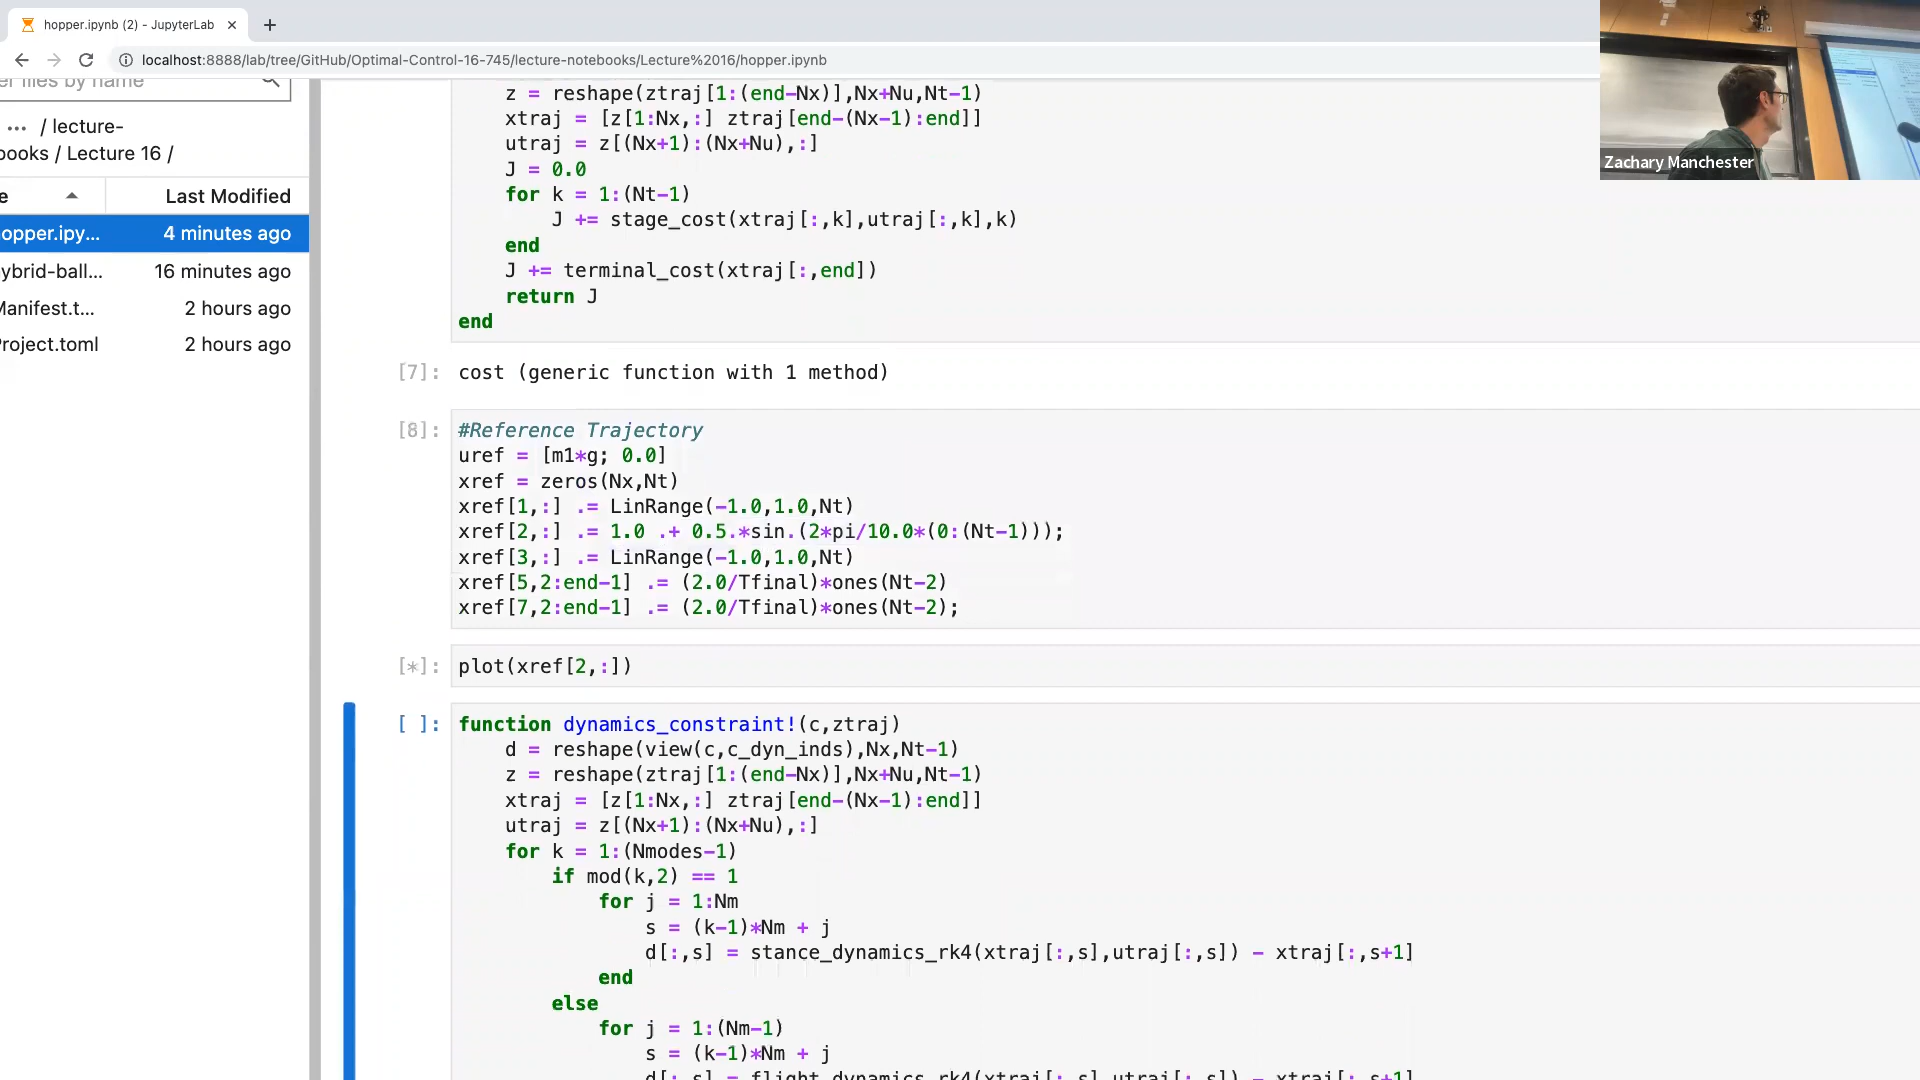 hopper.ipynb (2) - JupyterLab
localhost:8888/lab/tree/GitHub/Optimal-Control-16-745/lecture-notebooks/Lecture%2016/hopper.ipynb
er files by name
... / lecture-
books / Lecture 16 /
e Last Modified
opper.ipy... 4 minutes ago
ybrid-ball... 16 minutes ago
Manifest.t... 2 hours ago
Project.toml 2 hours ago
z = reshape(ztraj[1:(end-Nx)],Nx+Nu,Nt-1)
xtraj = [z[1:Nx,:] ztraj[end-(Nx-1):end]]
utraj = z[(Nx+1):(Nx+Nu),:]
J = 0.0
for k = 1:(Nt-1)
J += stage_cost(xtraj[:,k],utraj[:,k],k)
end
J += terminal_cost(xtraj[:,end])
return J
end
[7]: cost (generic function with 1 method)
[8]: #Reference Trajectory
uref = [m1*g; 0.0]
xref = zeros(Nx,Nt)
xref[1,:] .= LinRange(-1.0,1.0,Nt)
xref[2,:] .= 1.0 .+ 0.5.*sin.(2*pi/10.0*(0:(Nt-1)));
xref[3,:] .= LinRange(-1.0,1.0,Nt)
xref[5,2:end-1] .= (2.0/Tfinal)*ones(Nt-2)
xref[7,2:end-1] .= (2.0/Tfinal)*ones(Nt-2);
[*]: plot(xref[2,:])
[ ]: function dynamics_constraint!(c,ztraj)
d = reshape(view(c,c_dyn_inds),Nx,Nt-1)
z = reshape(ztraj[1:(end-Nx)],Nx+Nu,Nt-1)
xtraj = [z[1:Nx,:] ztraj[end-(Nx-1):end]]
utraj = z[(Nx+1):(Nx+Nu),:]
for k = 1:(Nmodes-1)
if mod(k,2) == 1
for j = 1:Nm
s = (k-1)*Nm + j
d[:,s] = stance_dynamics_rk4(xtraj[:,s],utraj[:,s]) - xtraj[:,s+1]
end
else
for j = 1:(Nm-1)
s = (k-1)*Nm + j
d[:,s] = flight_dynamics_rk4(xtraj[:,s],utraj[:,s]) - xtraj[:,s+1]
Zachary Manchester